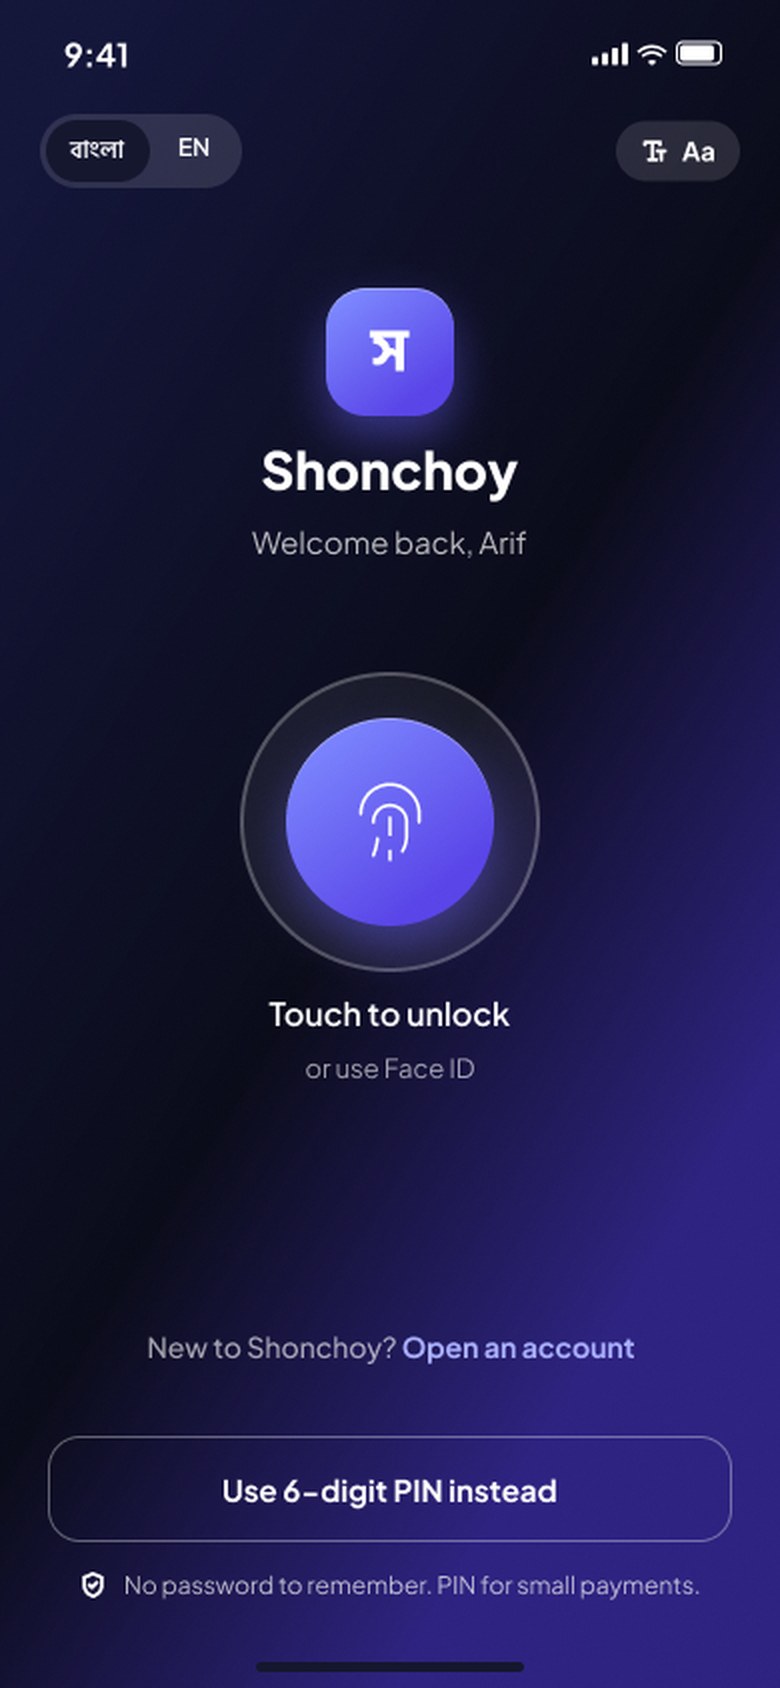 9:41
বাংলা EN
Tт Aa
স
Shonchoy
Welcome back, Arif
Touch to unlock
or use Face ID
New to Shonchoy? Open an account
Use 6-digit PIN instead
No password to remember. PIN for small payments.